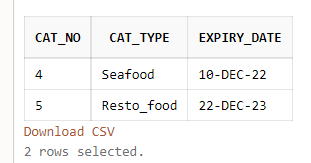 CAT_NO CAT_TYPE EXPIRY_DATE
4 Seafood 10-DEC-22
5 Resto_food 22-DEC-23
Download CSV
2 rows selected.